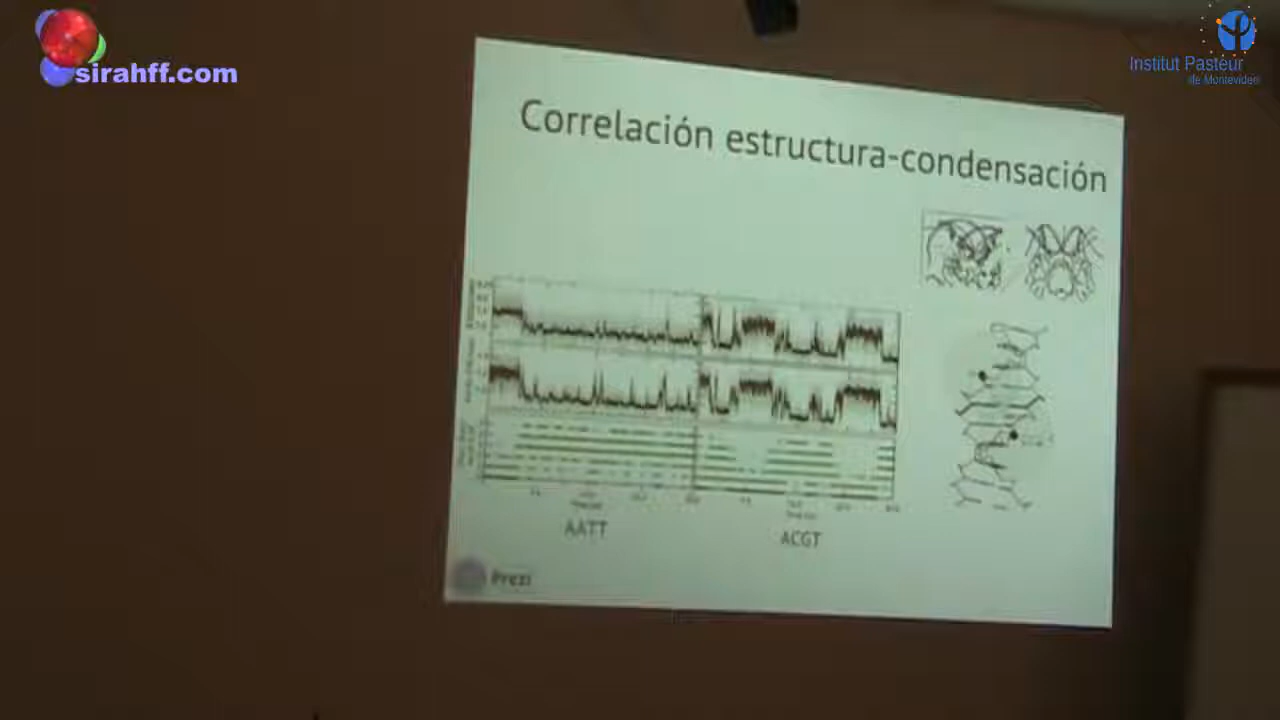 sirahff.com
Institut Pasteur
de Montevideo
Correlación estructura-condensación
AATT
ACGT
Prezi